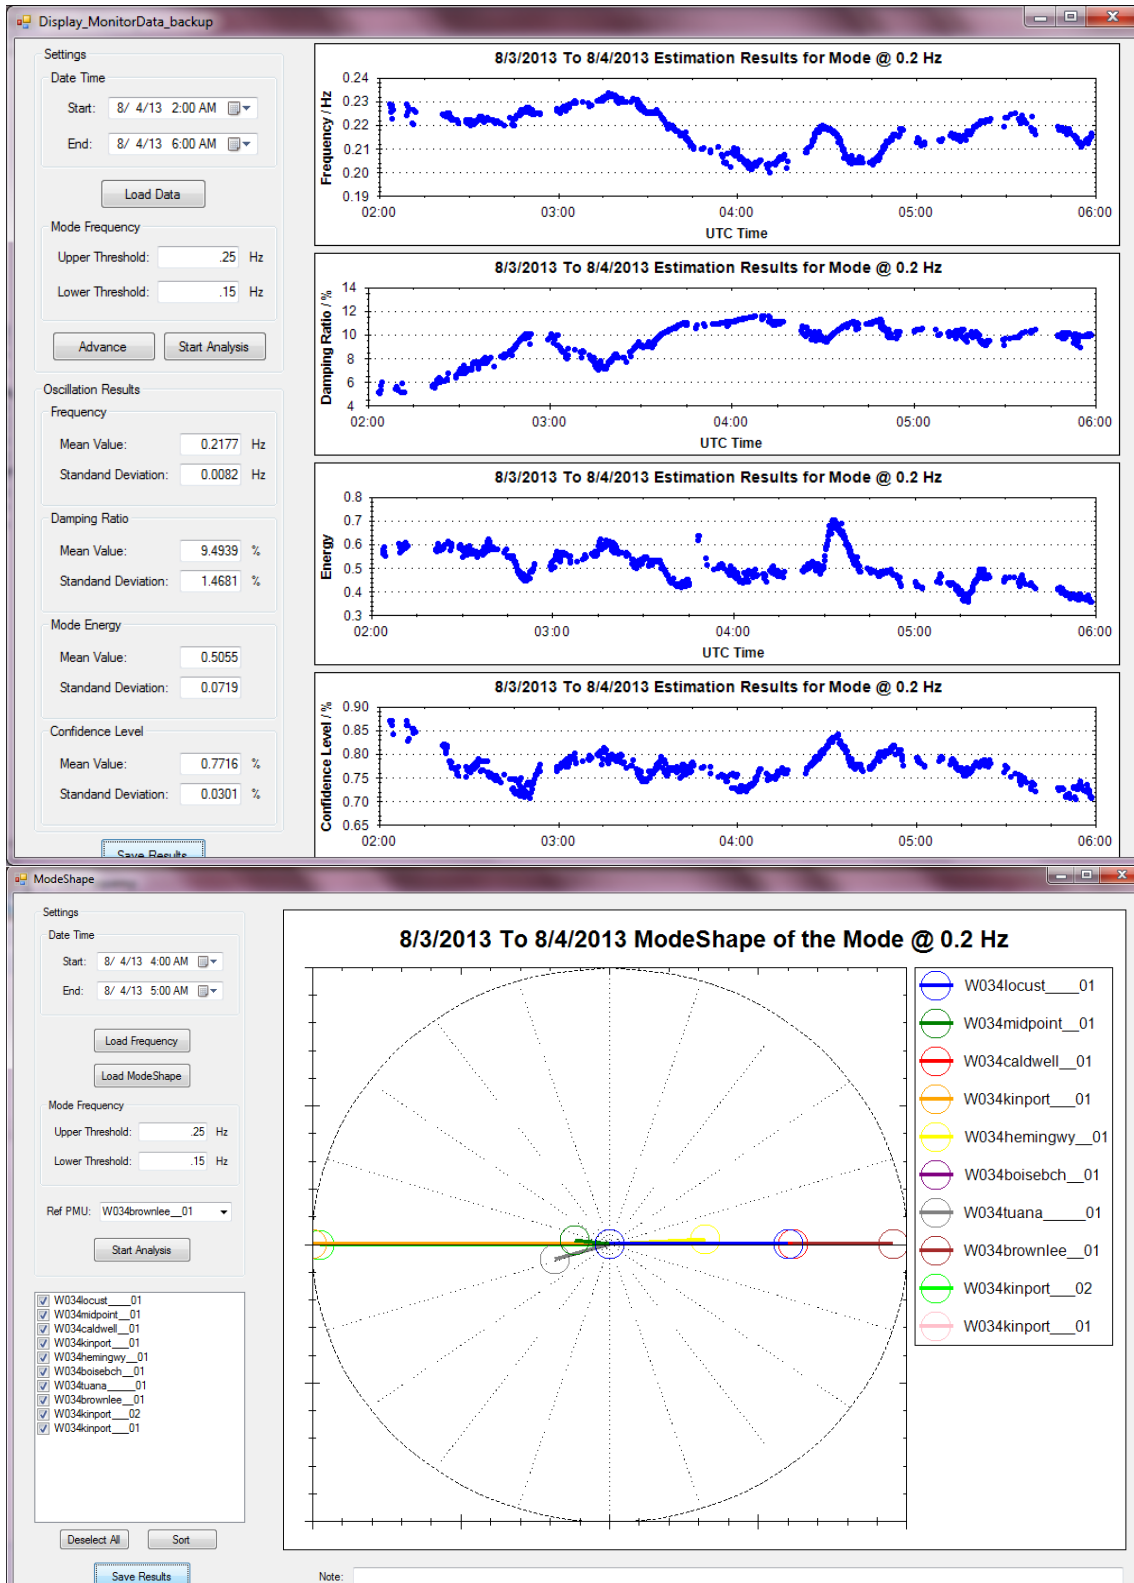 Display_MonitorData_backup
Settings
Date Time
Start: 8/ 4/13 2:00 AM
End: 8/ 4/13 6:00 AM
Load Data
Mode Frequency
Upper Threshold: .25 Hz
Lower Threshold: .15 Hz
Advance Start Analysis
Oscillation Results
Frequency
Mean Value: 0.2177 Hz
Standand Deviation: 0.0082 Hz
Damping Ratio
Mean Value: 9.4939 %
Standand Deviation: 1.4681 %
Mode Energy
Mean Value: 0.5055
Standand Deviation: 0.0719
Confidence Level
Mean Value: 0.7716 %
Standand Deviation: 0.0301 %
Save Results
8/3/2013 To 8/4/2013 Estimation Results for Mode @ 0.2 Hz
Frequency / Hz
0.24
0.23
0.22
0.21
0.20
0.19
02:00 03:00 04:00 05:00 06:00
UTC Time
8/3/2013 To 8/4/2013 Estimation Results for Mode @ 0.2 Hz
Damping Ratio / %
14
12
10
8
6
4
02:00 03:00 04:00 05:00 06:00
UTC Time
8/3/2013 To 8/4/2013 Estimation Results for Mode @ 0.2 Hz
Energy
0.8
0.7
0.6
0.5
0.4
0.3
02:00 03:00 04:00 05:00 06:00
UTC Time
8/3/2013 To 8/4/2013 Estimation Results for Mode @ 0.2 Hz
Confidence Level / %
0.90
0.85
0.80
0.75
0.70
0.65
02:00 03:00 04:00 05:00 06:00
UTC Time
ModeShape
Settings
Date Time
Start: 8/ 4/13 4:00 AM
End: 8/ 4/13 5:00 AM
Load Frequency
Load ModeShape
Mode Frequency
Upper Threshold: .25 Hz
Lower Threshold: .15 Hz
Ref PMU: W034brownlee__01
Start Analysis
W034locust____01
W034midpoint__01
W034caldwell__01
W034kinport___01
W034hemingwy__01
W034boisebch__01
W034tuana_____01
W034brownlee__01
W034kinport___02
W034kinport___01
Deselect All Sort
Save Results
8/3/2013 To 8/4/2013 ModeShape of the Mode @ 0.2 Hz
W034locust____01
W034midpoint__01
W034caldwell__01
W034kinport___01
W034hemingwy__01
W034boisebch__01
W034tuana_____01
W034brownlee__01
W034kinport___02
W034kinport___01
Note: